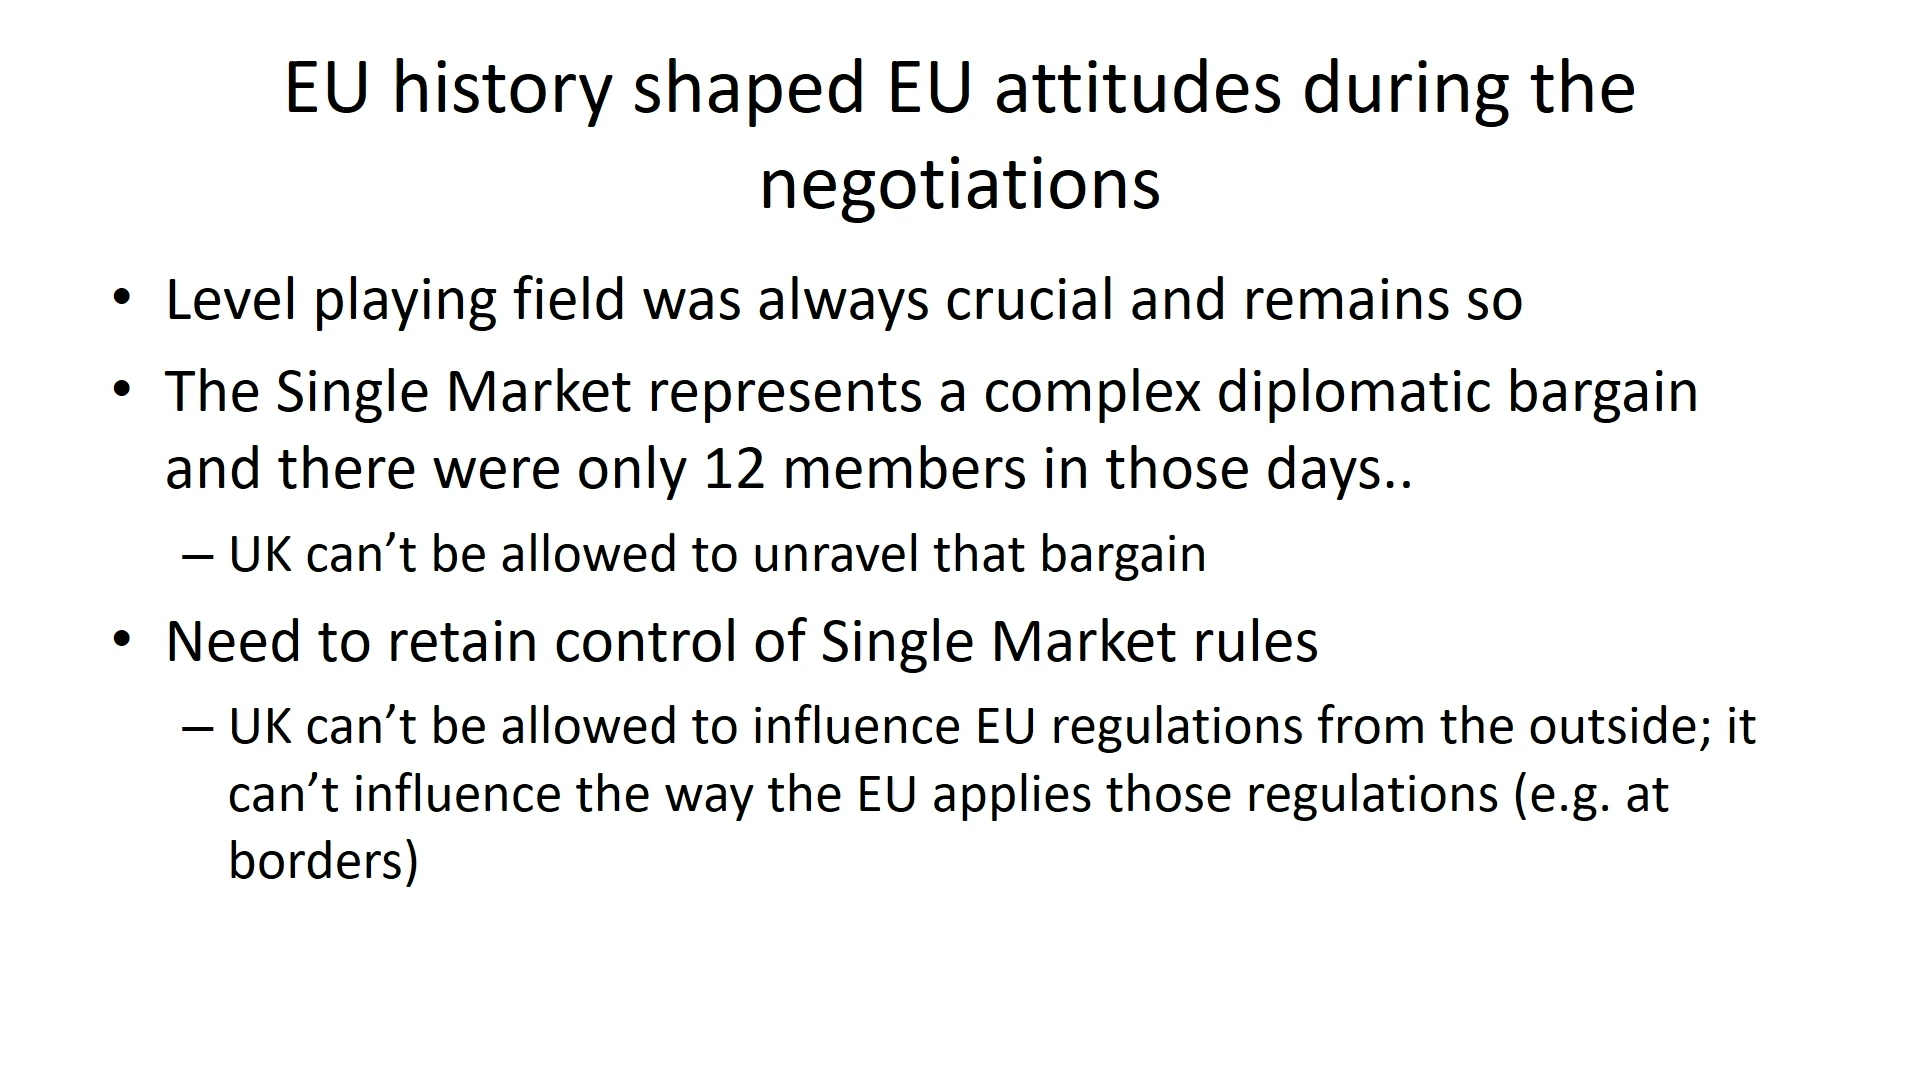 EU history shaped EU attitudes during the
negotiations
• Level playing field was always crucial and remains so
• The Single Market represents a complex diplomatic bargain
and there were only 12 members in those days..
– UK can’t be allowed to unravel that bargain
• Need to retain control of Single Market rules
– UK can’t be allowed to influence EU regulations from the outside; it
can’t influence the way the EU applies those regulations (e.g. at
borders)